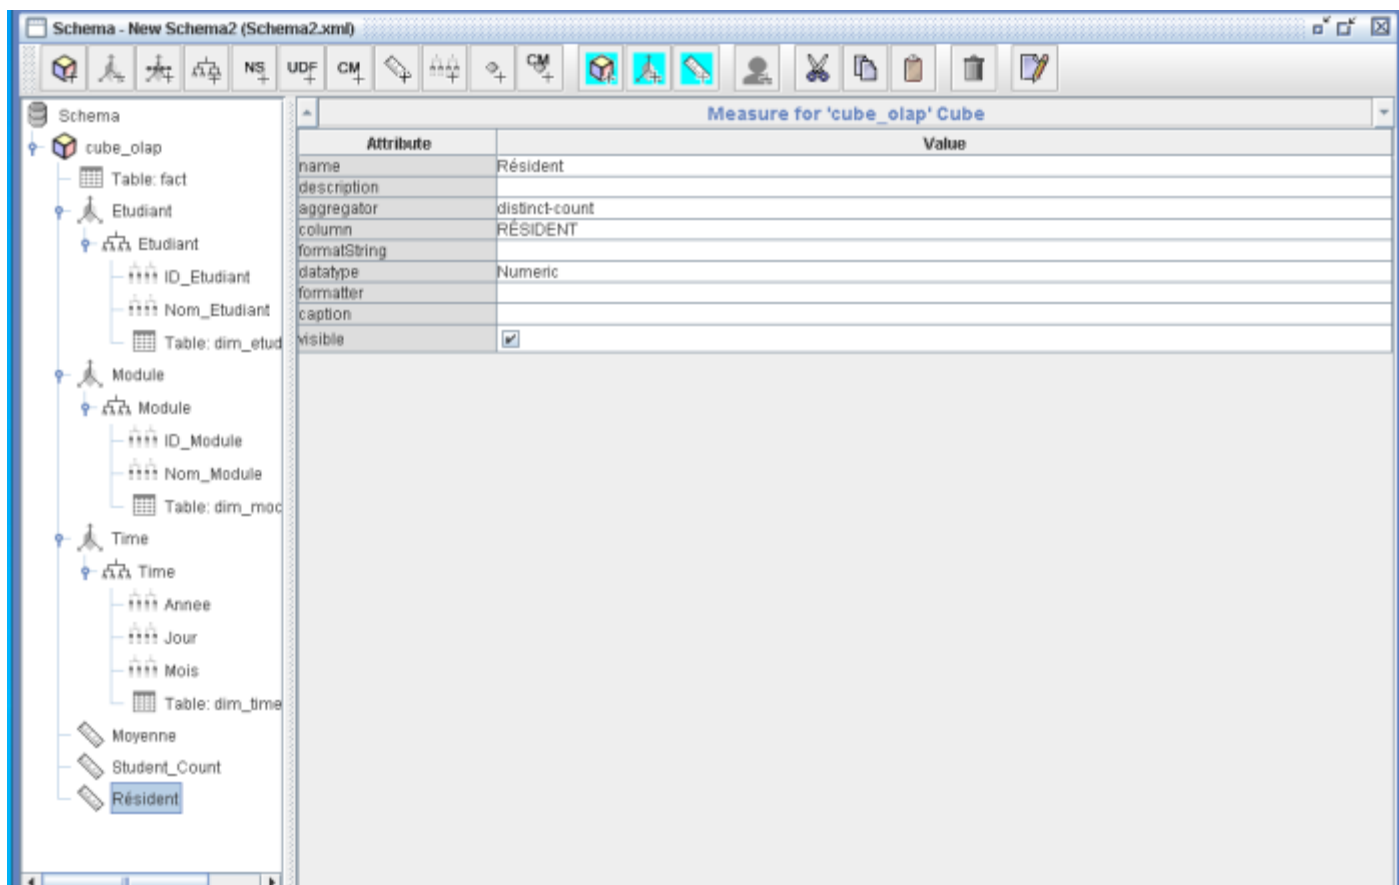 Schema - New Schema2 (Schema2.xml)
NS UDF CM CM
Schema
cube_olap
Table: fact
Etudiant
Etudiant
ID_Etudiant
Nom_Etudiant
Table: dim_etud
Module
Module
ID_Module
Nom_Module
Table: dim_moc
Time
Time
Annee
Jour
Mois
Table: dim_time
Moyenne
Student_Count
Résident
Measure for 'cube_olap' Cube
Attribute Value
name Résident
description
aggregator distinct-count
column RÉSIDENT
formatString
datatype Numeric
formatter
caption
visible